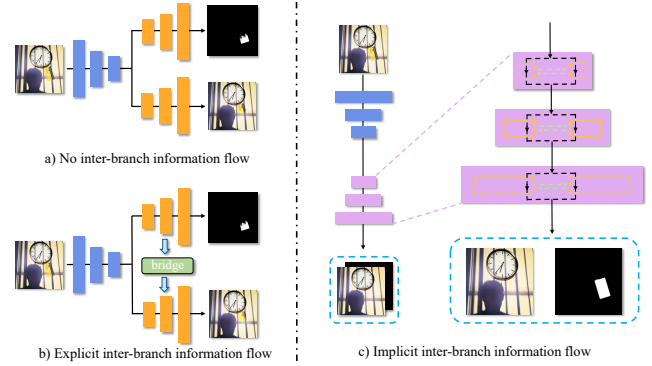 a) No inter-branch information flow
bridge
b) Explicit inter-branch information flow
c) Implicit inter-branch information flow